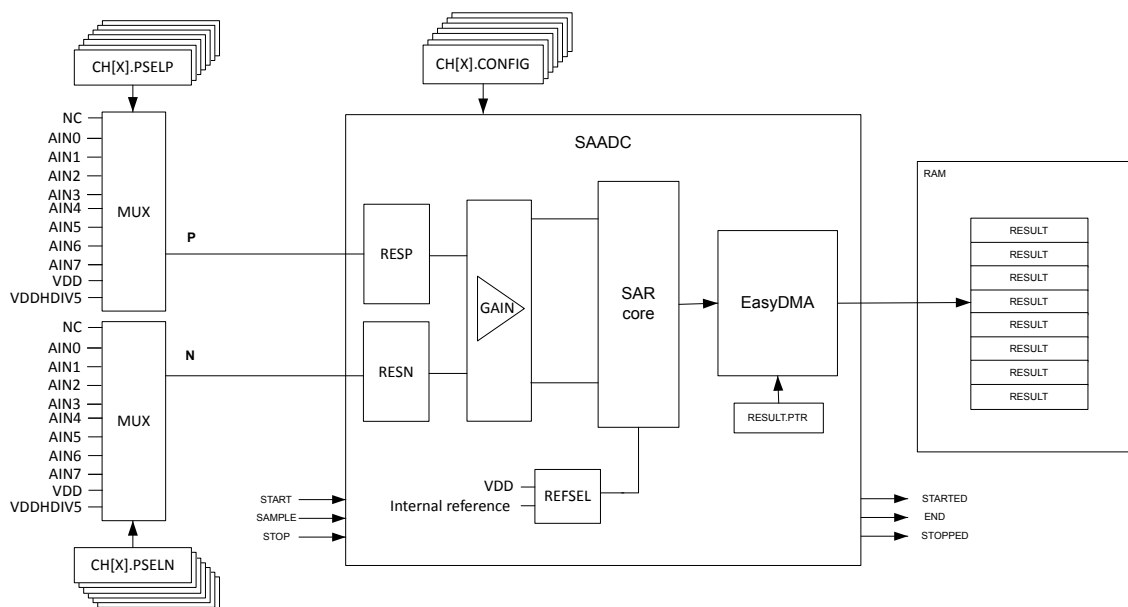 CH[X].PSELP
CH[X].CONFIG
NC
AIN0
AIN1
AIN2
AIN3
AIN4
AIN5
AIN6
AIN7
VDD
VDDHDIV5
MUX
P
SAADC
RAM
RESP
GAIN
SAR
core
EasyDMA
RESULT
RESULT
RESULT
RESULT
RESULT
RESULT
RESULT
RESULT
NC
AIN0
AIN1
AIN2
AIN3
AIN4
AIN5
AIN6
AIN7
VDD
VDDHDIV5
MUX
N
RESN
RESULT.PTR
VDD
Internal reference
REFSEL
START
SAMPLE
STOP
STARTED
END
STOPPED
CH[X].PSELN